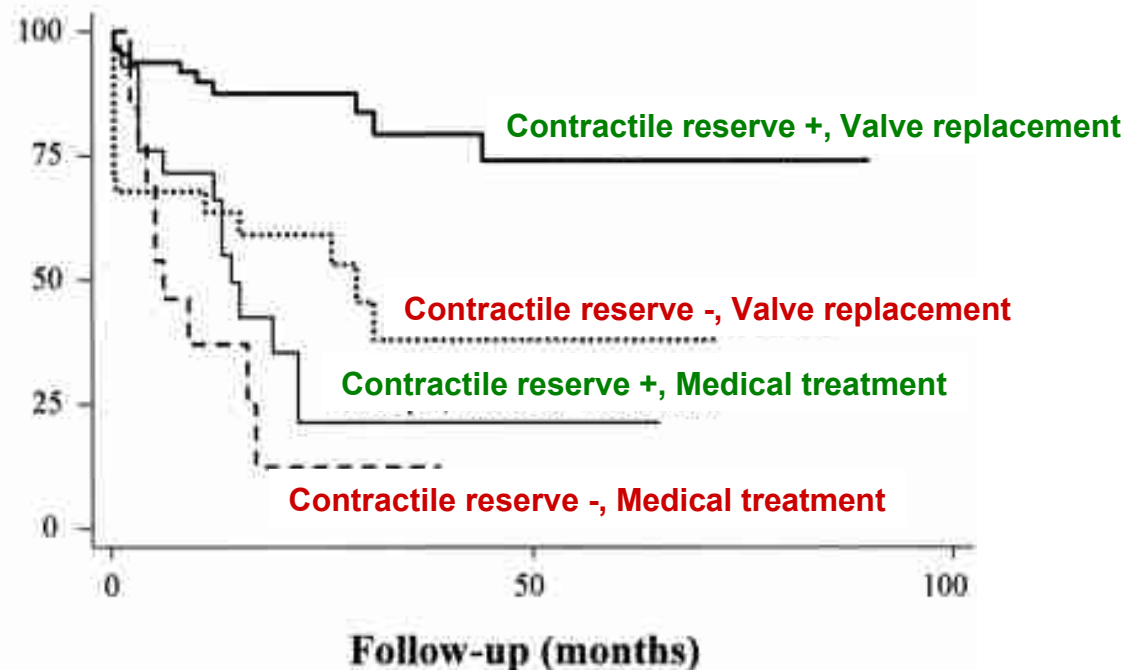 100
75
50
25
0
Contractile reserve +, Valve replacement
Contractile reserve -, Valve replacement
Contractile reserve +, Medical treatment
Contractile reserve -, Medical treatment
0 50 100
Follow-up (months)